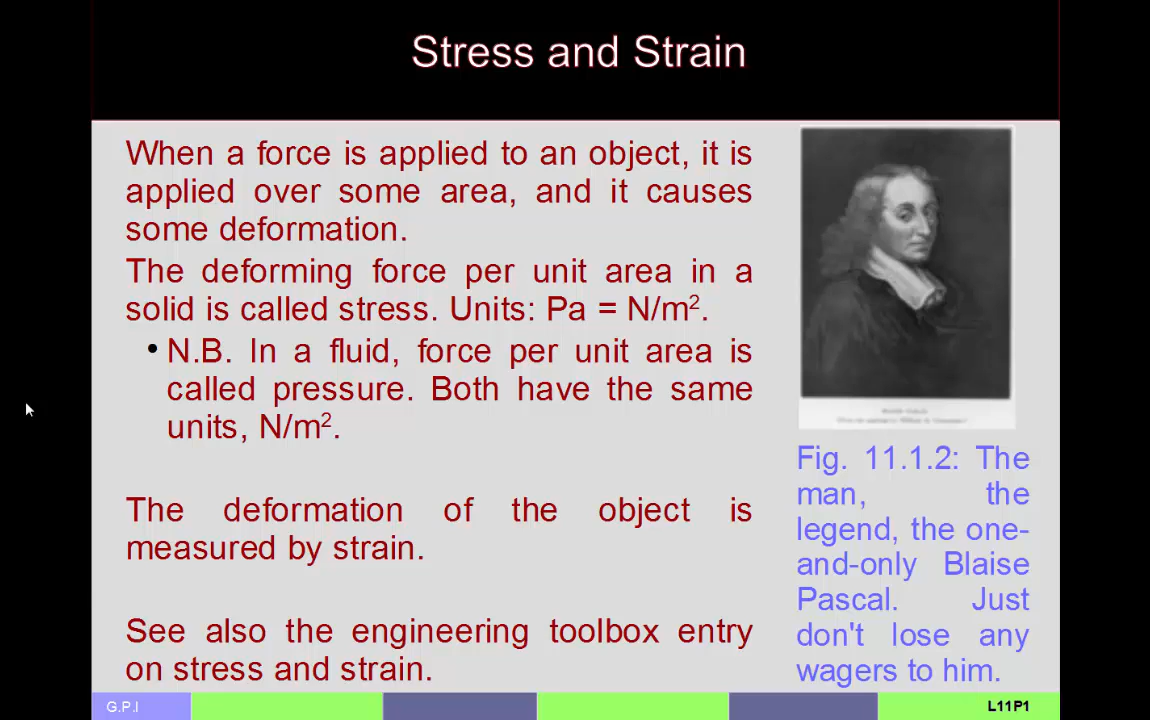 Stress and Strain
When a force is applied to an object, it is
applied over some area, and it causes
some deformation.
The deforming force per unit area in a
solid is called stress. Units: Pa = N/m².
• N.B. In a fluid, force per unit area is
called pressure. Both have the same
units, N/m².
The deformation of the object is
measured by strain.
See also the engineering toolbox entry
on stress and strain.
Fig. 11.1.2: The
man, the
legend, the one-
and-only Blaise
Pascal. Just
don't lose any
wagers to him.
G.P.I
L11P1